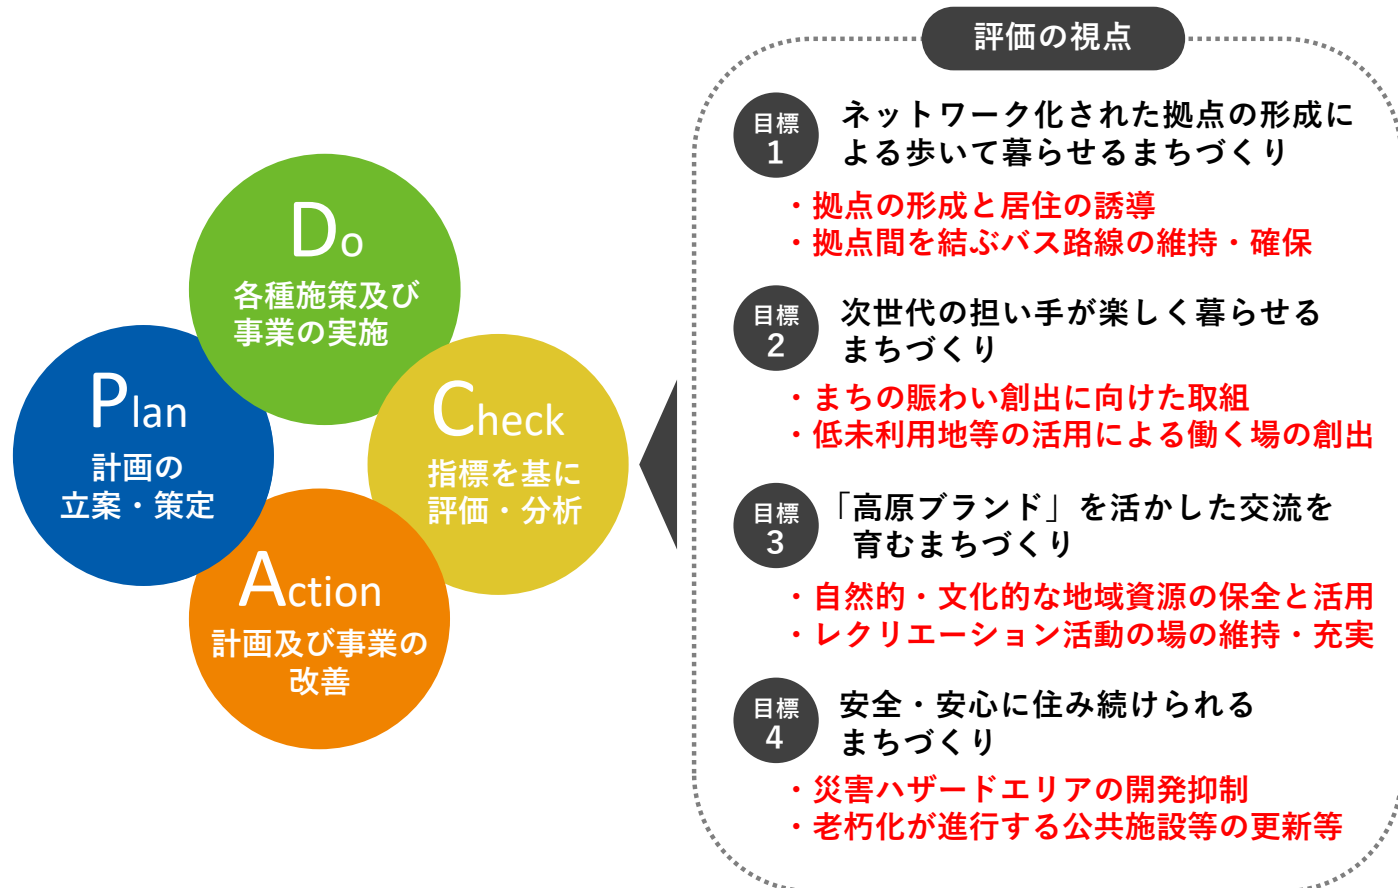 Do
各種施策及び
事業の実施
Plan
計画の
立案・策定
Check
指標を基に
評価・分析
Action
計画及び事業の
改善
評価の視点
目標
1
ネットワーク化された拠点の形成に
よる歩いて暮らせるまちづくり
・拠点の形成と居住の誘導
・拠点間を結ぶバス路線の維持・確保
目標
2
次世代の担い手が楽しく暮らせる
まちづくり
・まちの賑わい創出に向けた取組
・低未利用地等の活用による働く場の創出
目標
3
「高原ブランド」を活かした交流を
育むまちづくり
・自然的・文化的な地域資源の保全と活用
・レクリエーション活動の場の維持・充実
目標
4
安全・安心に住み続けられる
まちづくり
・災害ハザードエリアの開発抑制
・老朽化が進行する公共施設等の更新等